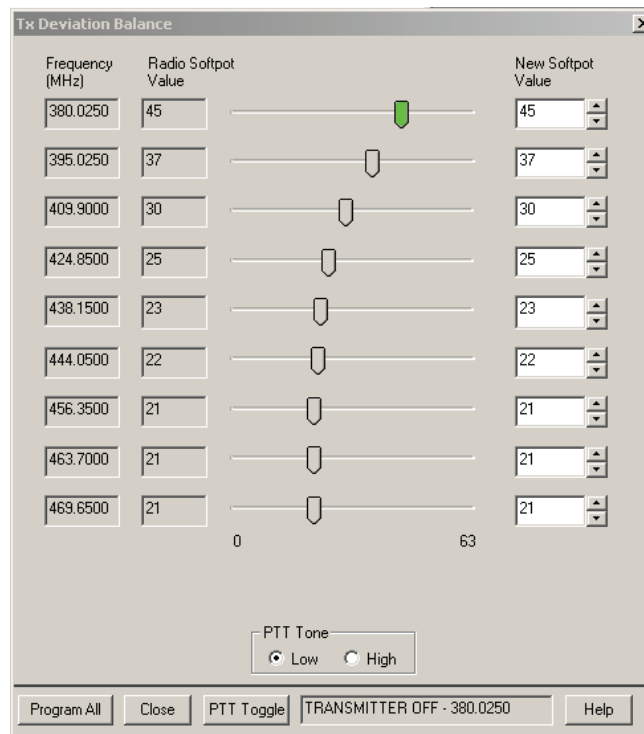 Tx Deviation Balance
Frequency (MHz) Radio Softpot Value New Softpot Value
380.0250 45 45
395.0250 37 37
409.9000 30 30
424.8500 25 25
438.1500 23 23
444.0500 22 22
456.3500 21 21
463.7000 21 21
469.6500 21 21
0 63
PTT Tone
Low High
Program All Close PTT Toggle TRANSMITTER OFF - 380.0250 Help